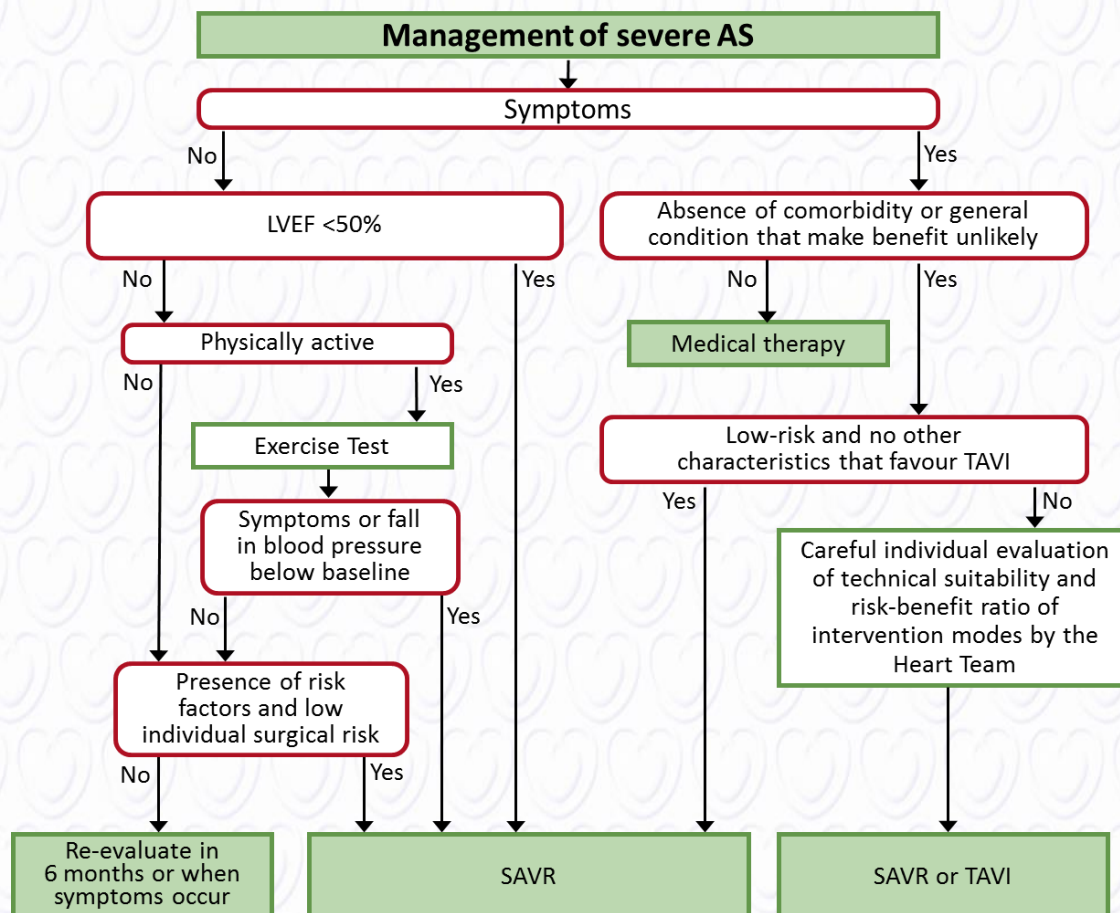 Management of severe AS
Symptoms
No
Yes
LVEF <50%
Absence of comorbidity or general
condition that make benefit unlikely
No
Yes
No
Yes
Physically active
Medical therapy
No
Yes
Exercise Test
Low-risk and no other
characteristics that favour TAVI
Yes
No
Symptoms or fall
in blood pressure
below baseline
Careful individual evaluation
of technical suitability and
risk-benefit ratio of
intervention modes by the
Heart Team
No
Yes
Presence of risk
factors and low
individual surgical risk
No
Yes
Re-evaluate in
6 months or when
symptoms occur
SAVR
SAVR or TAVI